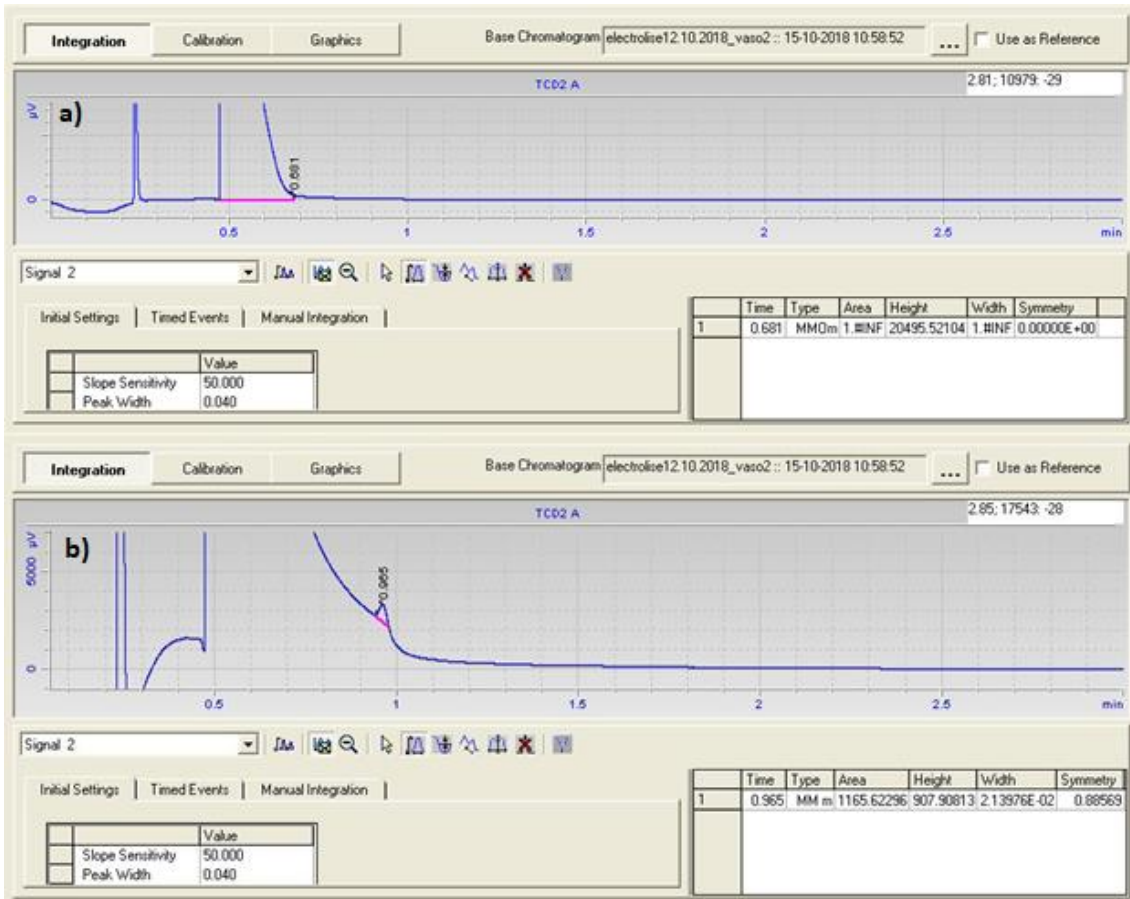 Integration Calibration Graphics Base Chromatogram electrolise12.10.2018_vaso2 :: 15-10-2018 10:58:52 ... Use as Reference
TCD2 A 2.81; 10979: -29
µV
a)
0.681
0
0.5 1 1.5 2 2.5 min
Signal 2
Initial Settings Timed Events Manual Integration
Time Type Area Height Width Symmetry
1 0.681 MM0m 1.#INF 20495.52104 1.#INF 0.00000E+00
Value
Slope Sensitivity 50.000
Peak Width 0.040
Integration Calibration Graphics Base Chromatogram electrolise12.10.2018_vaso2 :: 15-10-2018 10:58:52 ... Use as Reference
TCD2 A 2.85; 17543: -28
µV
b)
5000
0.965
0
0.5 1 1.5 2 2.5 min
Signal 2
Initial Settings Timed Events Manual Integration
Time Type Area Height Width Symmetry
1 0.965 MM m 1165.62296 907.90813 2.13976E-02 0.88569
Value
Slope Sensitivity 50.000
Peak Width 0.040